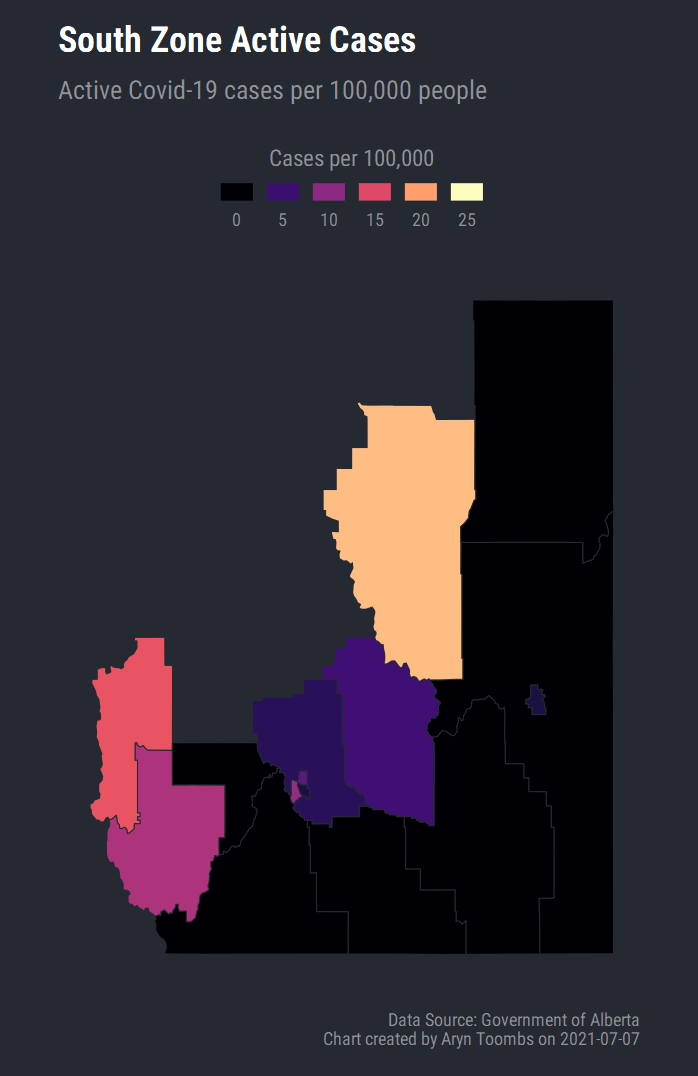 South Zone Active Cases
Active Covid-19 cases per 100,000 people
Cases per 100,000
0 5 10 15 20 25
Data Source: Government of Alberta
Chart created by Aryn Toombs on 2021-07-07